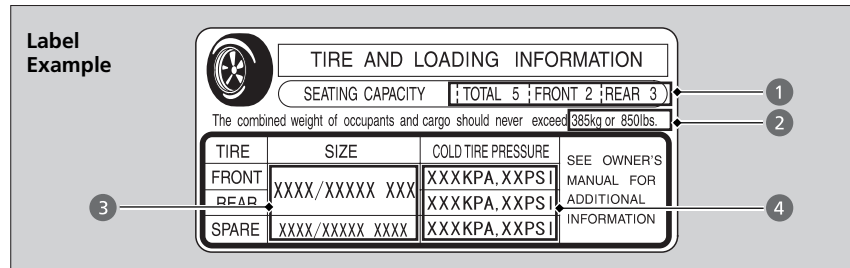 Label
Example
TIRE AND LOADING INFORMATION
SEATING CAPACITY TOTAL 5 FRONT 2 REAR 3
1
The combined weight of occupants and cargo should never exceed 385kg or 850lbs.
2
TIRE SIZE COLD TIRE PRESSURE
SEE OWNER'S
MANUAL FOR
ADDITIONAL
INFORMATION
FRONT XXXX/XXXXX XXX XXXKPA,XXPSI
REAR XXXKPA,XXPSI
3
4
SPARE XXXX/XXXXX XXXX XXXKPA,XXPSI